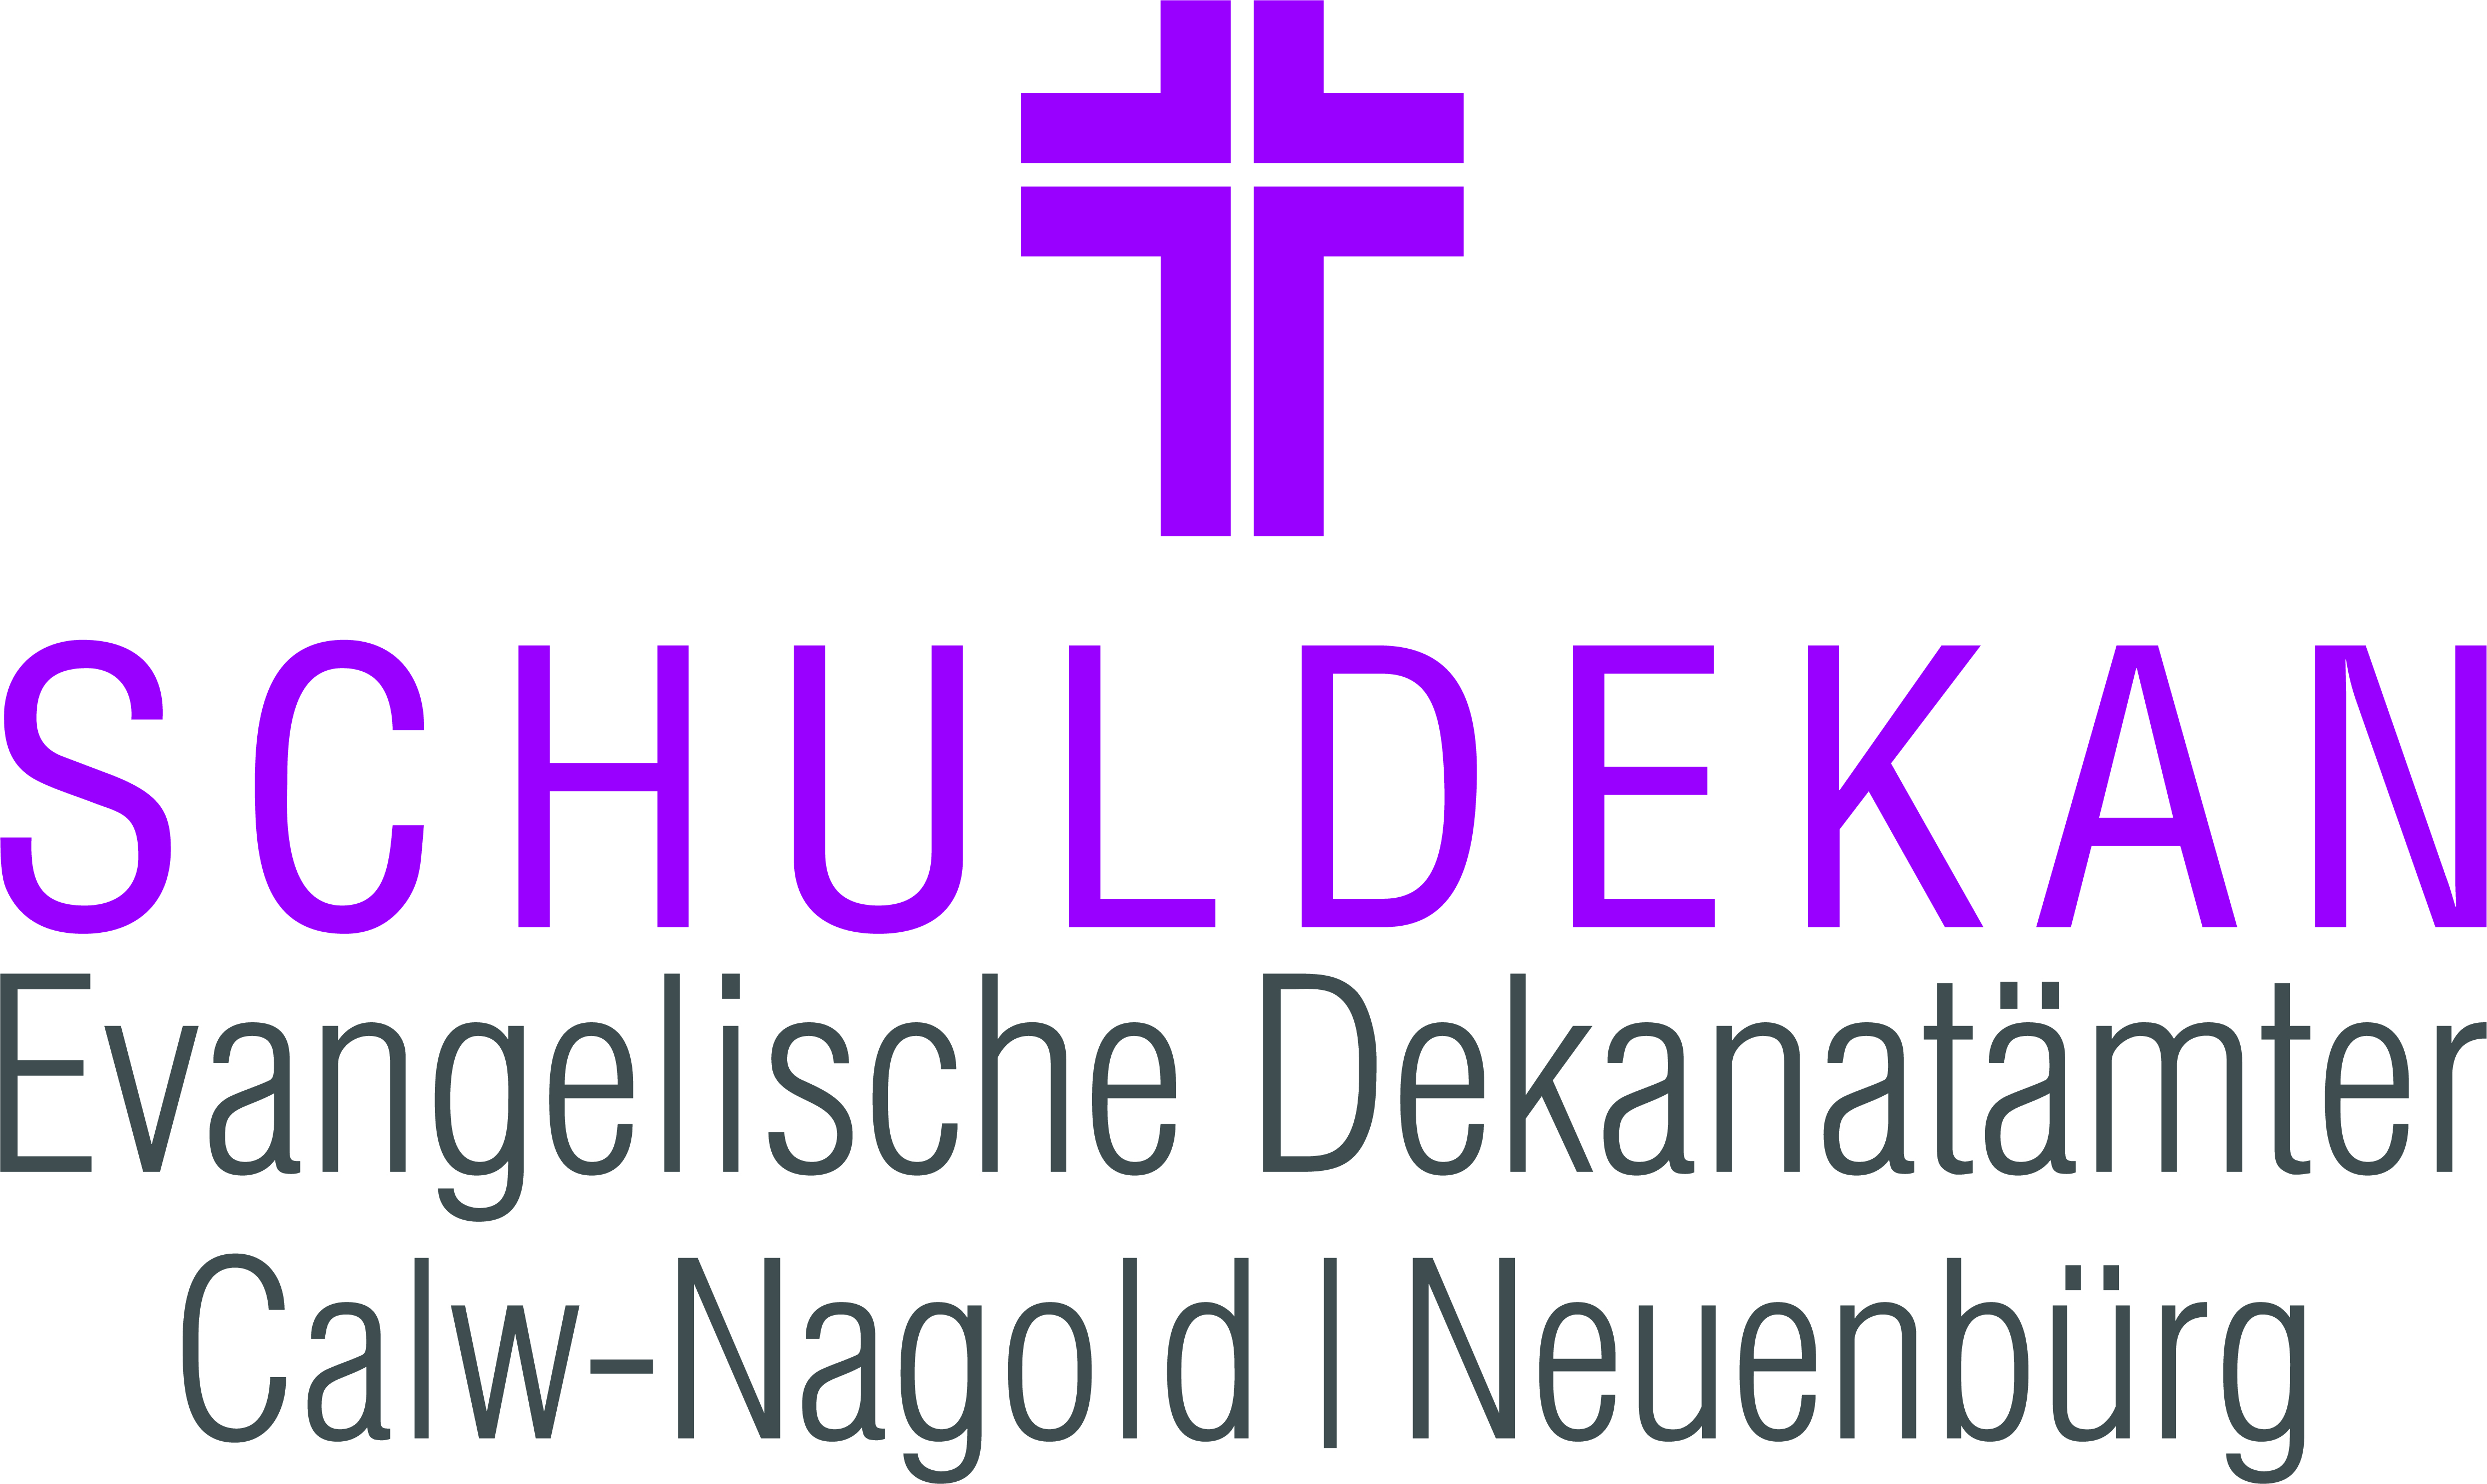 SCHULDEKAN
Evangelische Dekanatämter
Calw-Nagold | Neuenbürg